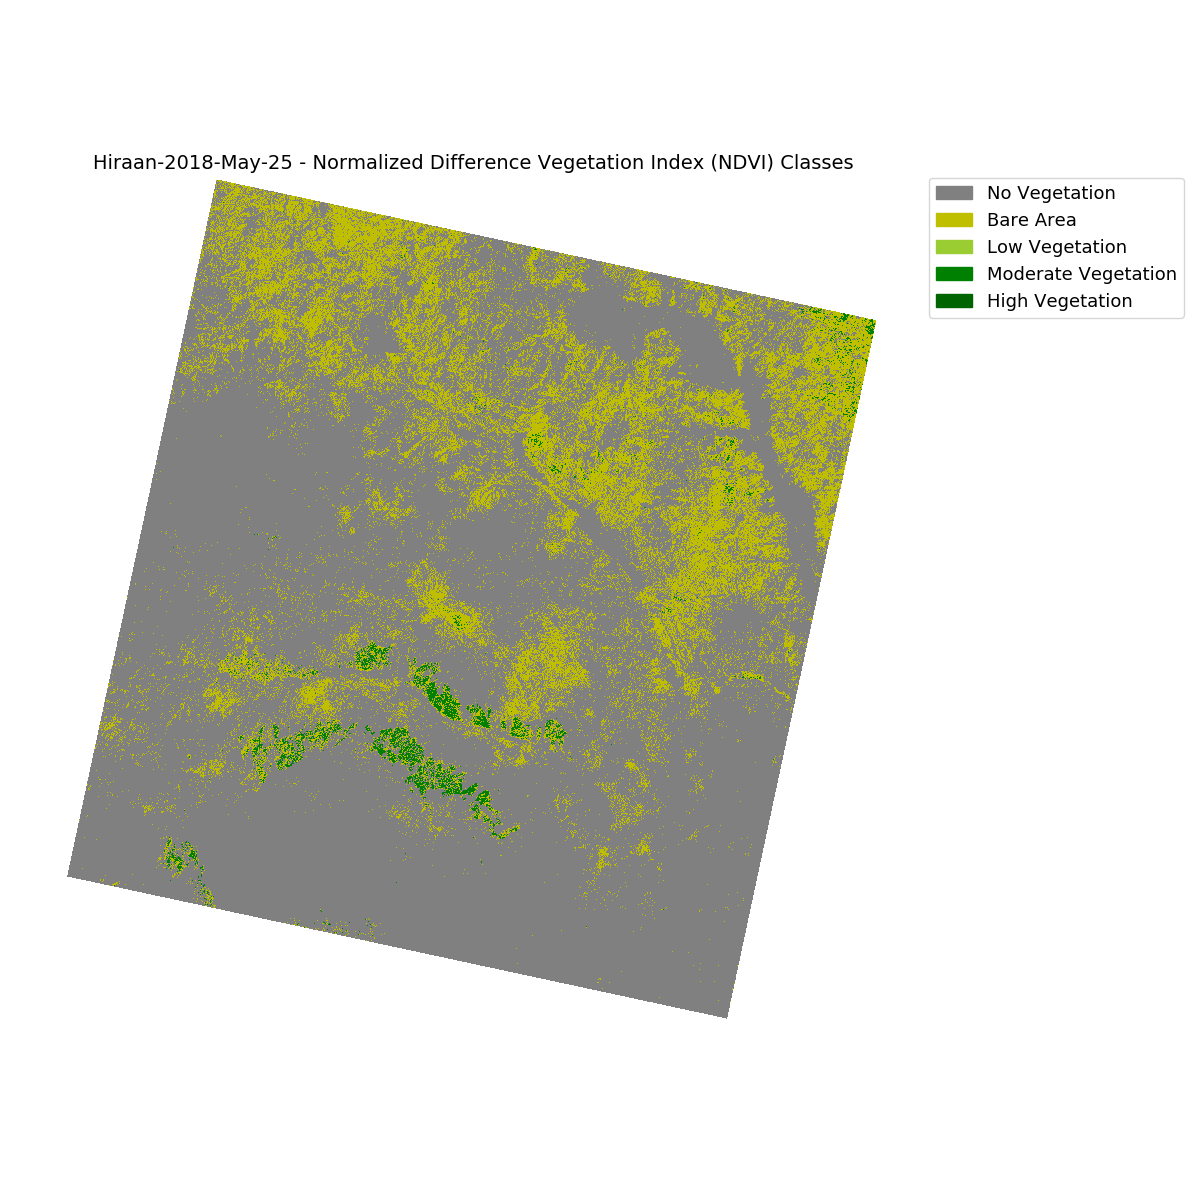 Hiraan-2018-May-25 - Normalized Difference Vegetation Index (NDVI) Classes
No Vegetation
Bare Area
Low Vegetation
Moderate Vegetation
High Vegetation